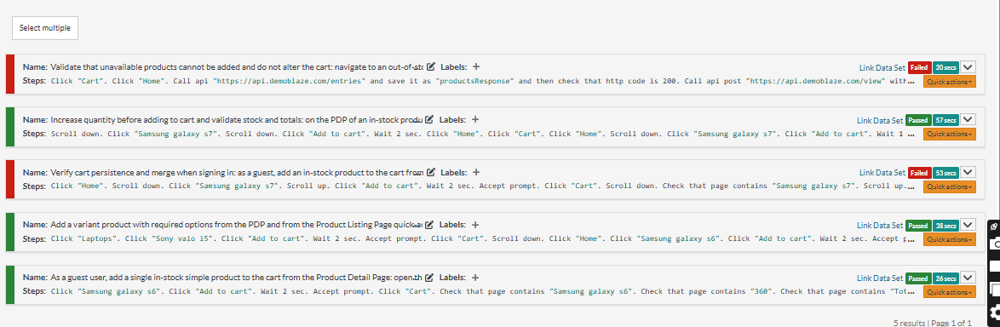 Select multiple
Name: Validate that unavailable products cannot be added and do not alter the cart: navigate to an out-of-stc Labels: + Link Data Set Failed 20 secs
Steps: Click "Cart". Click "Home". Call api "https://api.demoblaze.com/entries" and save it as "productsResponse" and then check that http code is 200. Call api post "https://api.demoblaze.com/view" with... Quick actions
Name: Increase quantity before adding to cart and validate stock and totals: on the PDP of an in-stock produ Labels: + Link Data Set Passed 57 secs
Steps: Scroll down. Click "Samsung galaxy s7". Scroll down. Click "Add to cart". Wait 2 sec. Click "Home". Click "Cart". Click "Home". Scroll down. Click "Samsung galaxy s7". Click "Add to cart". Wait 1 ... Quick actions
Name: Verify cart persistence and merge when signing in: as a guest, add an in-stock product to the cart from Labels: + Link Data Set Failed 53 secs
Steps: Click "Home". Scroll down. Click "Samsung galaxy s7". Scroll up. Click "Add to cart". Wait 2 sec. Accept prompt. Click "Cart". Scroll down. Check that page contains "Samsung galaxy s7". Scroll up... Quick actions
Name: Add a variant product with required options from the PDP and from the Product Listing Page quick-a Labels: + Link Data Set Passed 38 secs
Steps: Click "Laptops". Click "Sony vaio i5". Click "Add to cart". Wait 2 sec. Accept prompt. Click "Cart". Scroll down. Click "Home". Click "Samsung galaxy s6". Click "Add to cart". Wait 2 sec. Accept p... Quick actions
Name: As a guest user, add a single in-stock simple product to the cart from the Product Detail Page: open th Labels: + Link Data Set Passed 26 secs
Steps: Click "Samsung galaxy s6". Click "Add to cart". Wait 2 sec. Accept prompt. Click "Cart". Check that page contains "Samsung galaxy s6". Check that page contains "360". Check that page contains "Tot... Quick actions
5 results | Page 1 of 1